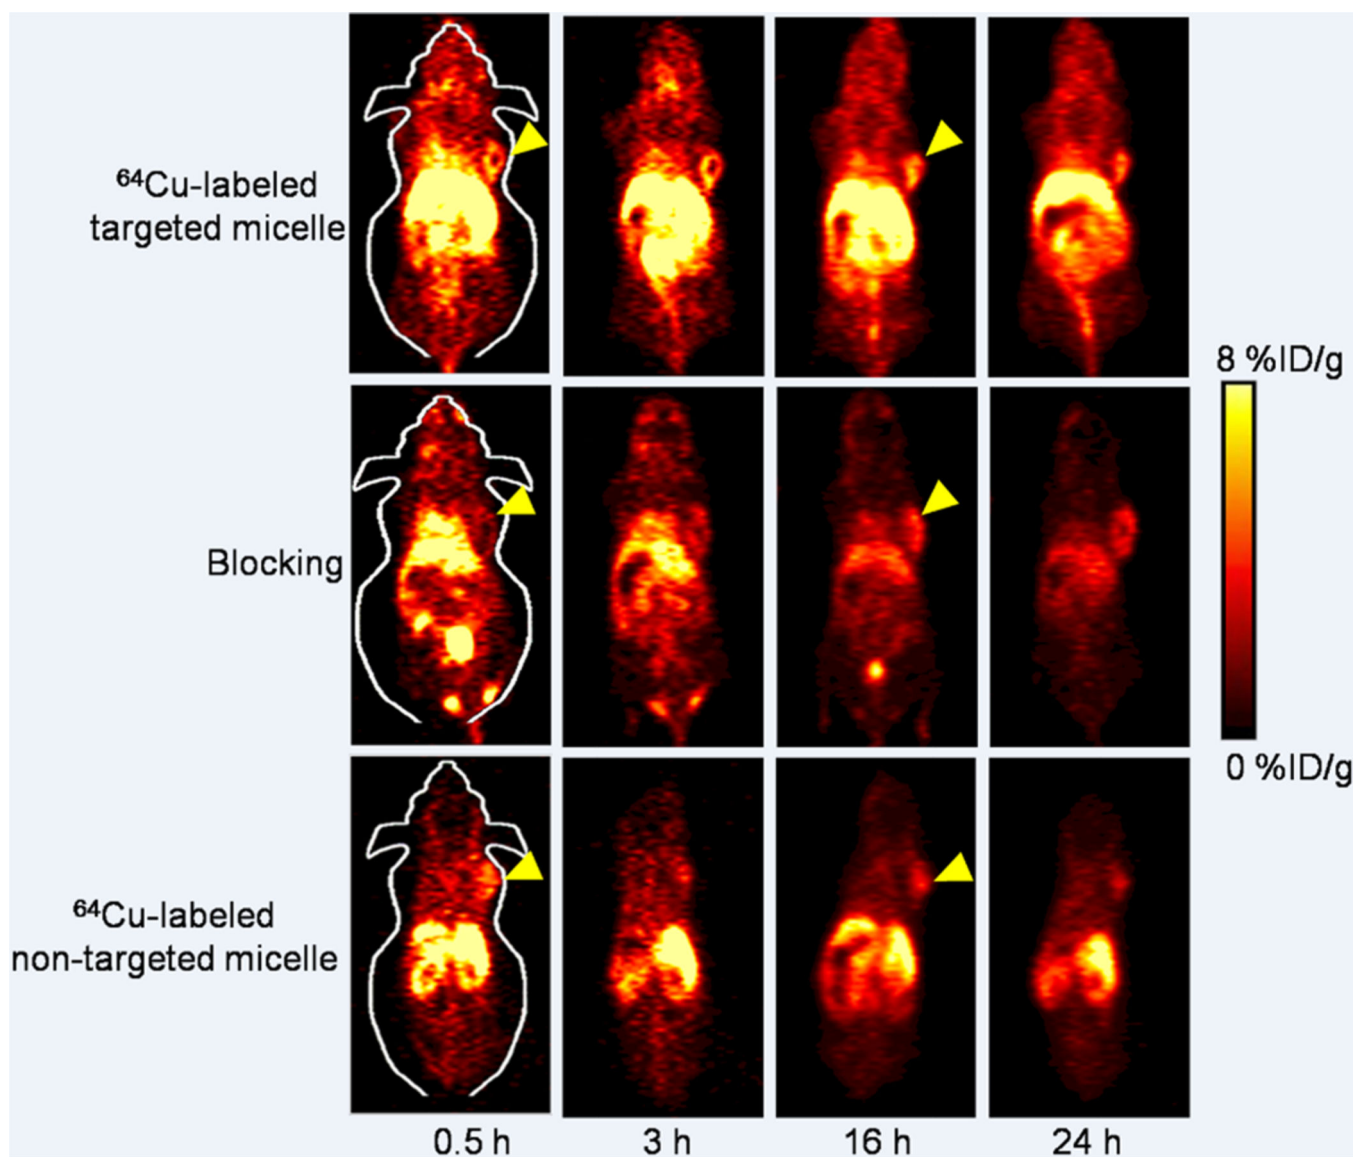 ⁶⁴Cu-labeled
targeted micelle
8 %ID/g
Blocking
0 %ID/g
⁶⁴Cu-labeled
non-targeted micelle
0.5 h
3 h
16 h
24 h